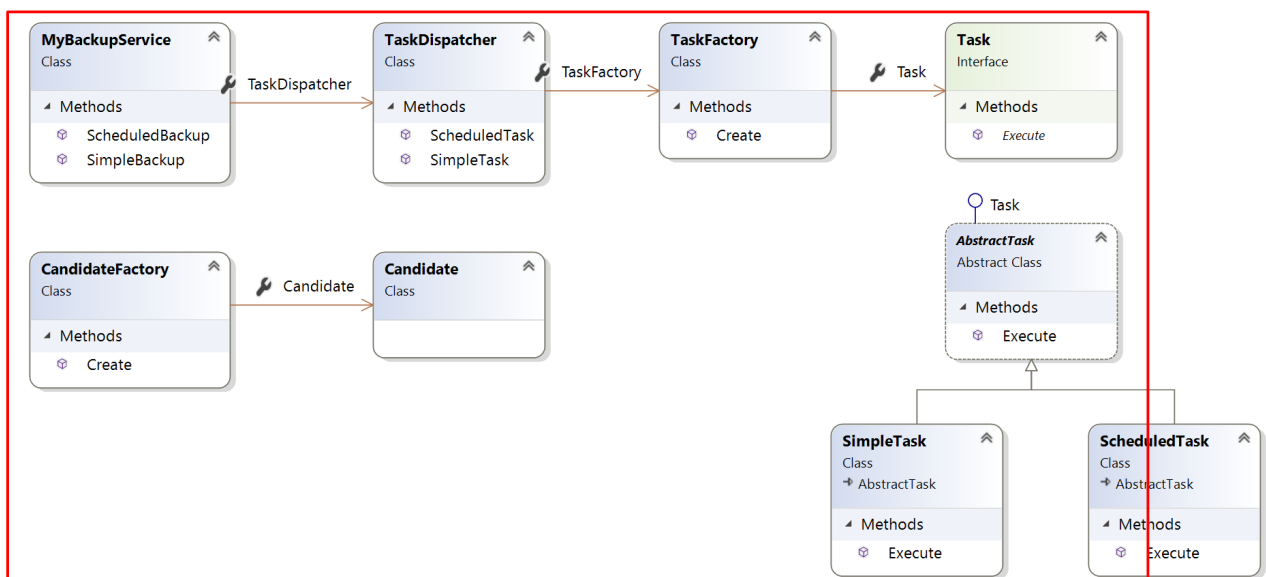 MyBackupService
Class
Methods
ScheduledBackup
SimpleBackup
TaskDispatcher
TaskDispatcher
Class
Methods
ScheduledTask
SimpleTask
TaskFactory
TaskFactory
Class
Methods
Create
Task
Task
Interface
Methods
Execute
CandidateFactory
Class
Methods
Create
Candidate
Candidate
Class
Task
AbstractTask
Abstract Class
Methods
Execute
SimpleTask
Class
AbstractTask
Methods
Execute
ScheduledTask
Class
AbstractTask
Methods
Execute